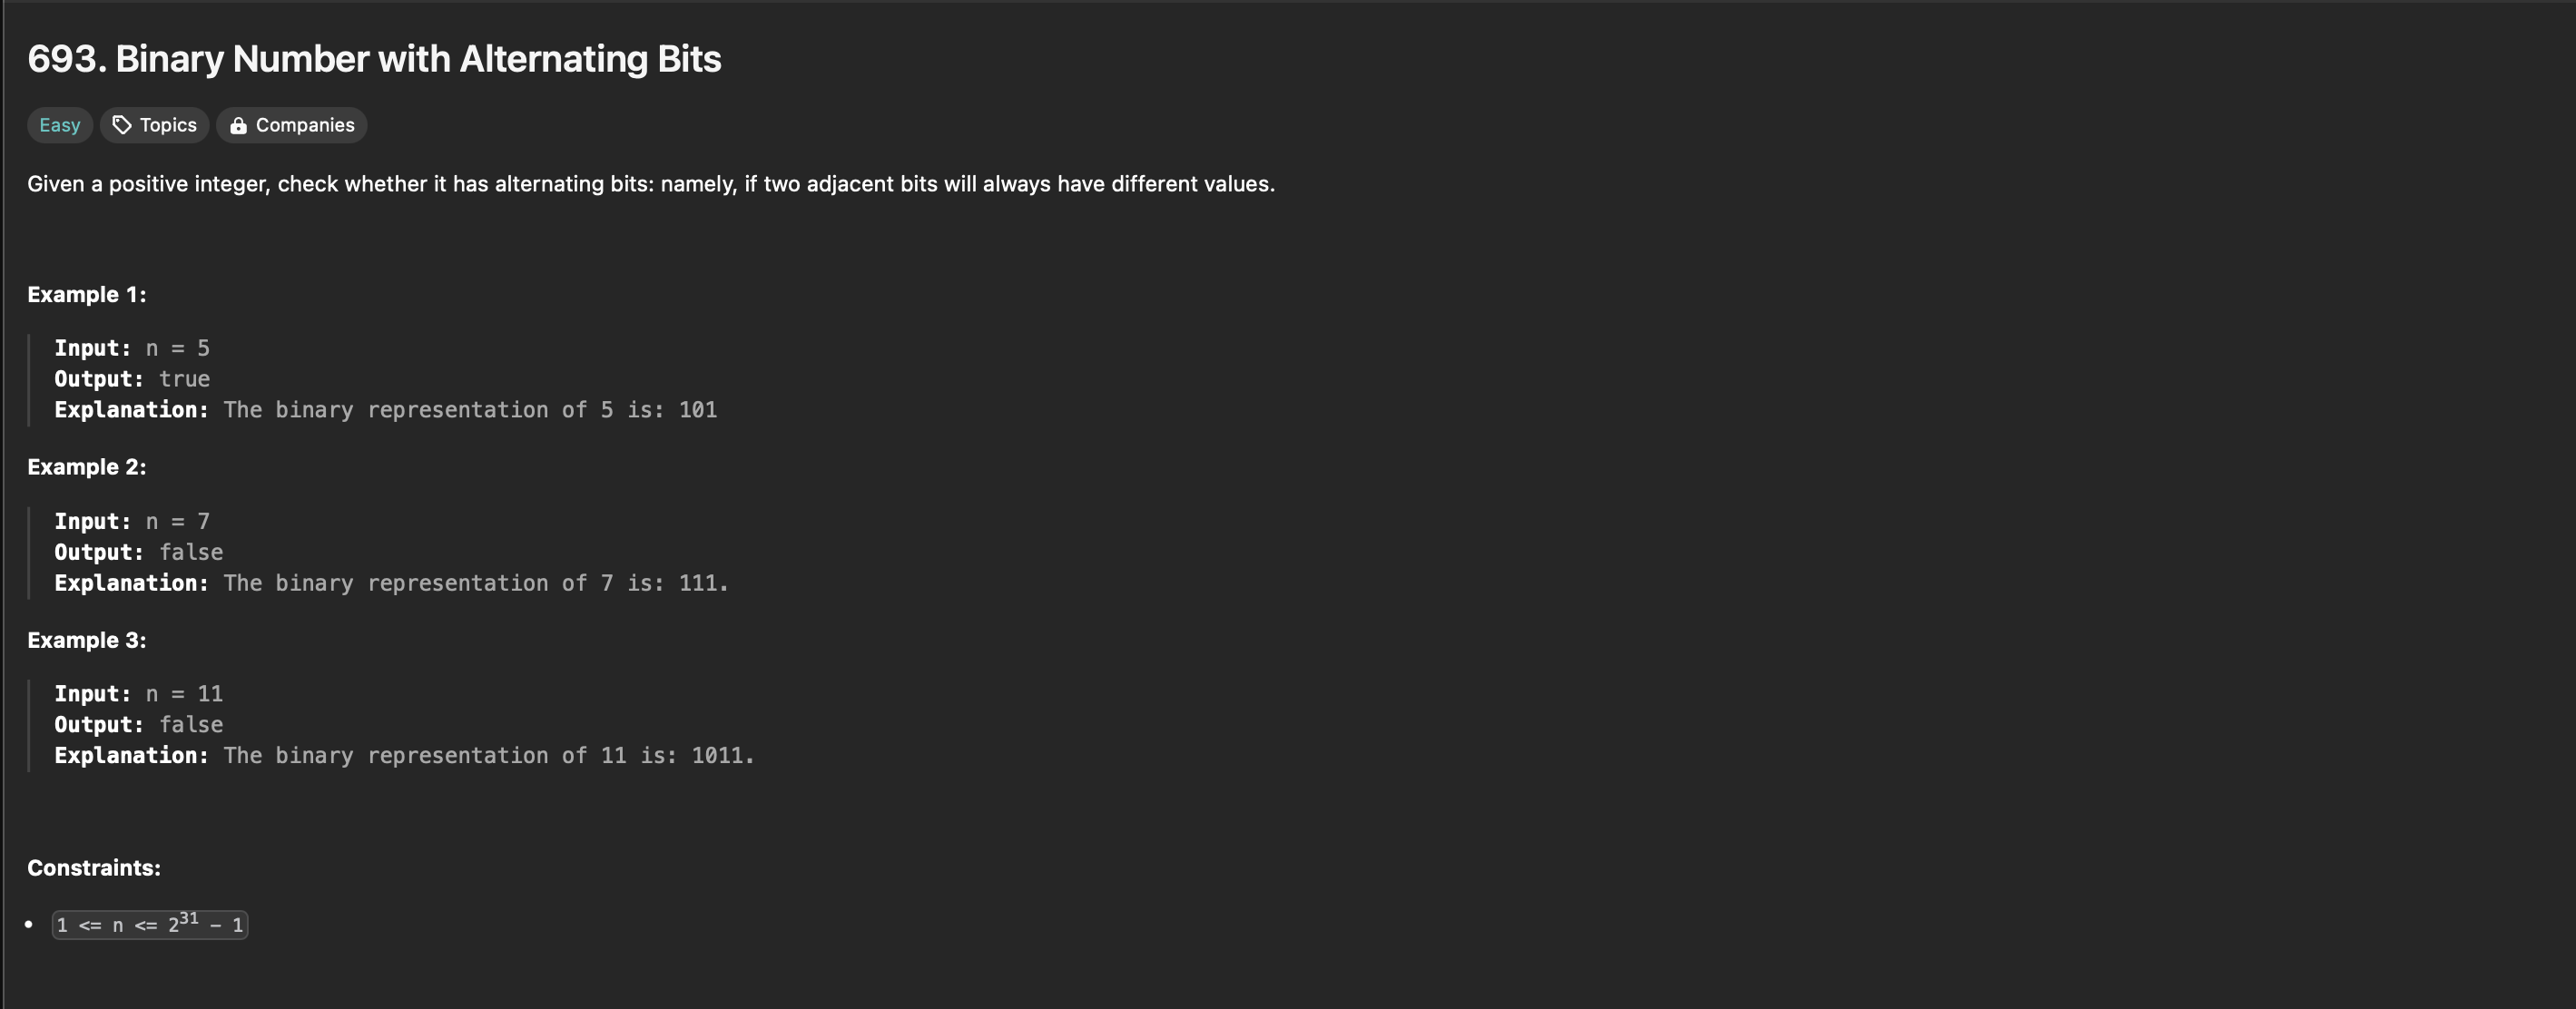 693. Binary Number with Alternating Bits
Easy Topics Companies
Given a positive integer, check whether it has alternating bits: namely, if two adjacent bits will always have different values.
Example 1:
Input: n = 5
Output: true
Explanation: The binary representation of 5 is: 101
Example 2:
Input: n = 7
Output: false
Explanation: The binary representation of 7 is: 111.
Example 3:
Input: n = 11
Output: false
Explanation: The binary representation of 11 is: 1011.
Constraints:
• 1 <= n <= 2³¹ - 1